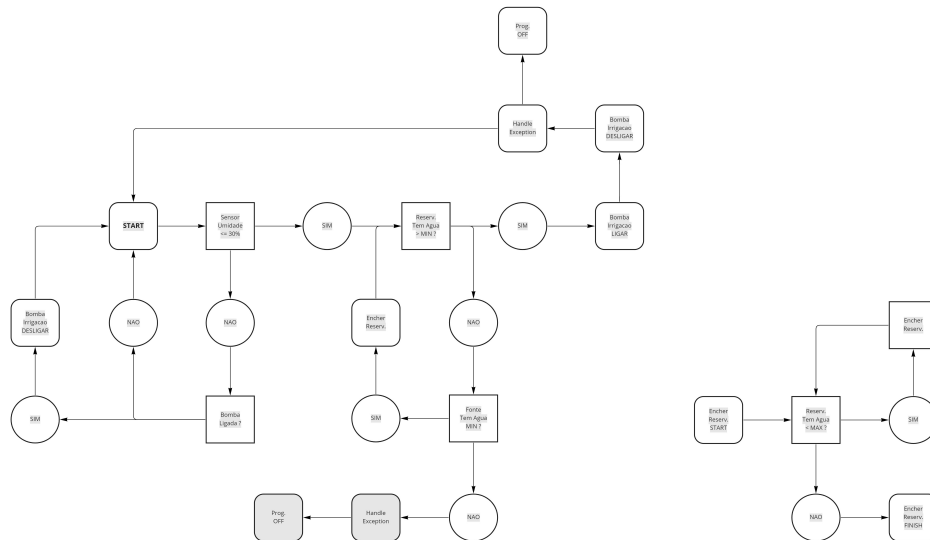 Prog.
OFF
Handle
Exception
Bomba
Irrigacao
DESLIGAR
START
Sensor
Umidade
<= 30%
SIM
Reserv.
Tem Agua
> MIN ?
SIM
Bomba
Irrigacao
LIGAR
Bomba
Irrigacao
DESLIGAR
NAO
NAO
Encher
Reserv.
NAO
Encher
Reserv.
SIM
Bomba
Ligada ?
SIM
Fonte
Tem Agua
MIN ?
Encher
Reserv.
START
Reserv.
Tem Agua
< MAX ?
SIM
Prog.
OFF
Handle
Exception
NAO
NAO
Encher
Reserv.
FINISH